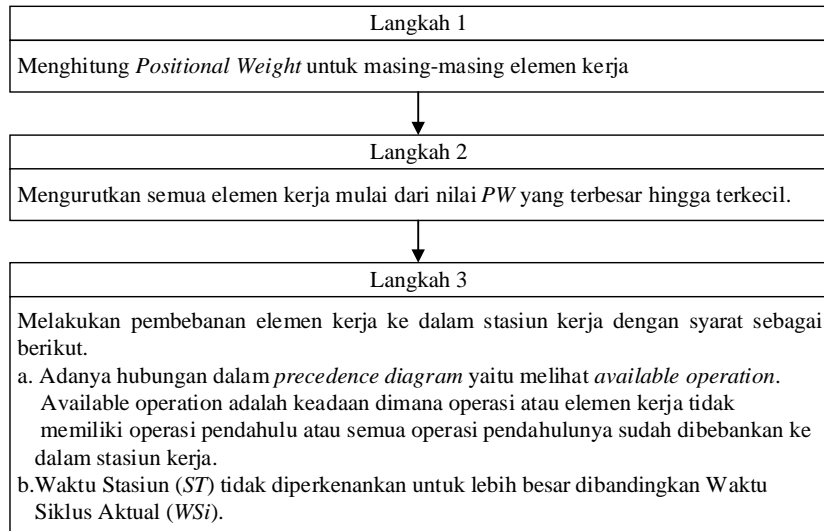 Langkah 1
Menghitung Positional Weight untuk masing-masing elemen kerja
Langkah 2
Mengurutkan semua elemen kerja mulai dari nilai PW yang terbesar hingga terkecil.
Langkah 3
Melakukan pembebanan elemen kerja ke dalam stasiun kerja dengan syarat sebagai
berikut.
a. Adanya hubungan dalam precedence diagram yaitu melihat available operation.
Available operation adalah keadaan dimana operasi atau elemen kerja tidak
memiliki operasi pendahulu atau semua operasi pendahulunya sudah dibebankan ke
dalam stasiun kerja.
b.Waktu Stasiun (ST) tidak diperkenankan untuk lebih besar dibandingkan Waktu
Siklus Aktual (WSi).